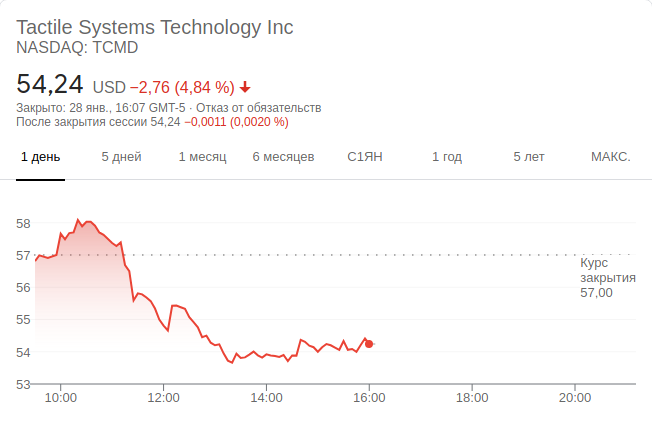 Tactile Systems Technology Inc
NASDAQ: TCMD
54,24 USD −2,76 (4,84 %)
Закрыто: 28 янв., 16:07 GMT-5 · Отказ от обязательств
После закрытия сессии 54,24 −0,0011 (0,0020 %)
1 день 5 дней 1 месяц 6 месяцев С1ЯН 1 год 5 лет МАКС.
58
57
Курс
закрытия
57,00
56
55
54
53
10:00 12:00 14:00 16:00 18:00 20:00